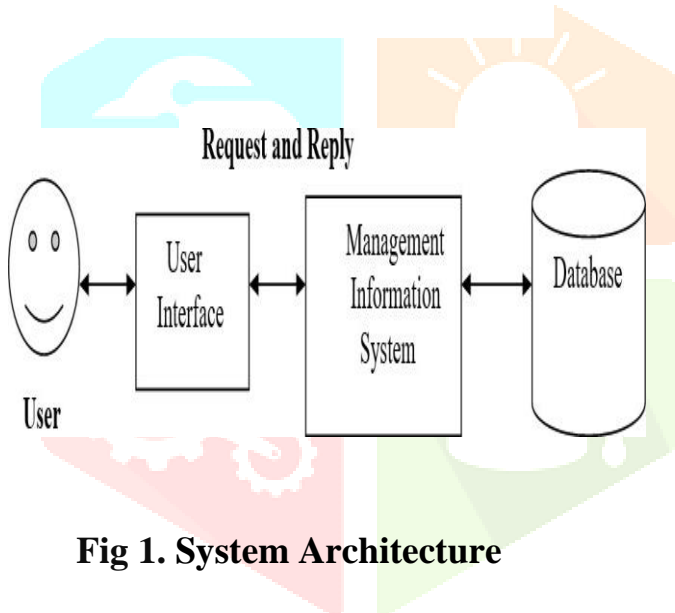 Request and Reply
User
Interface
Management
Information
System
Database
User
Fig 1. System Architecture